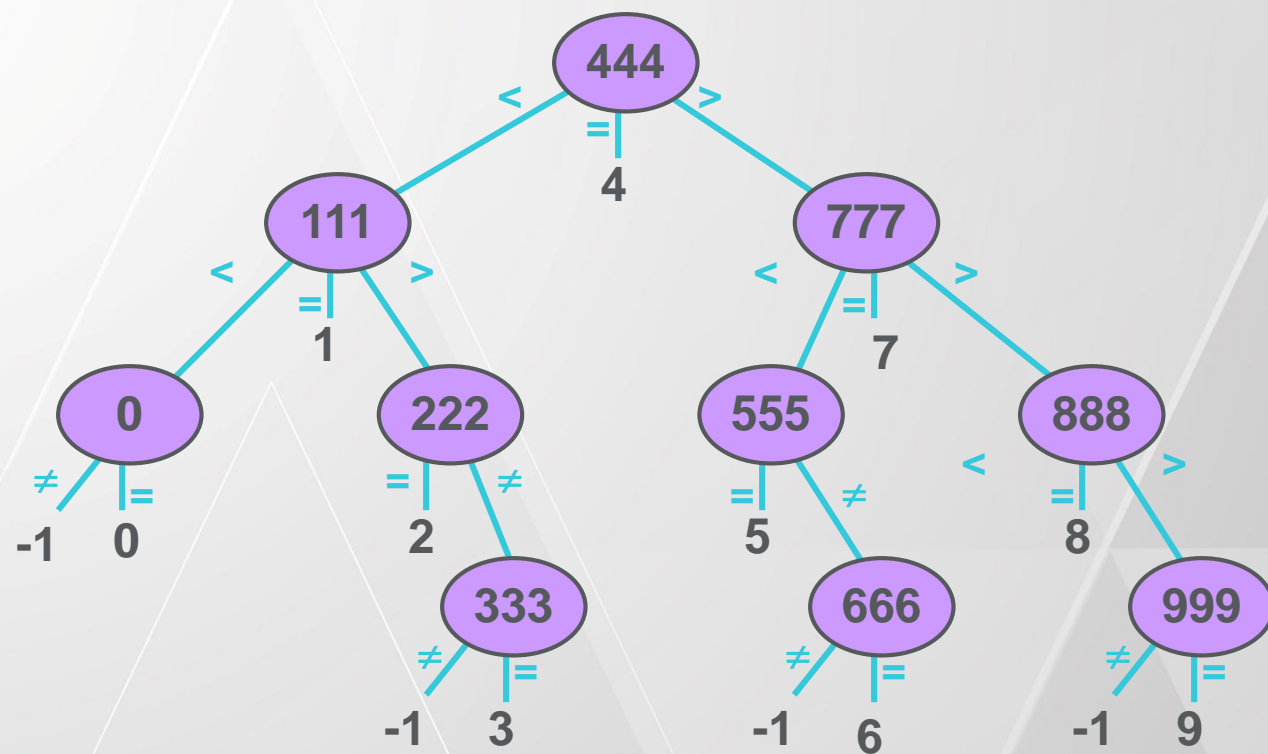 444
< = >
4
111 777
< = > < = >
1 7
0 222 555 888
≠ = = ≠ = ≠ < = >
-1 0 2 5 8
333 666 999
≠ = ≠ = ≠ =
-1 3 -1 6 -1 9